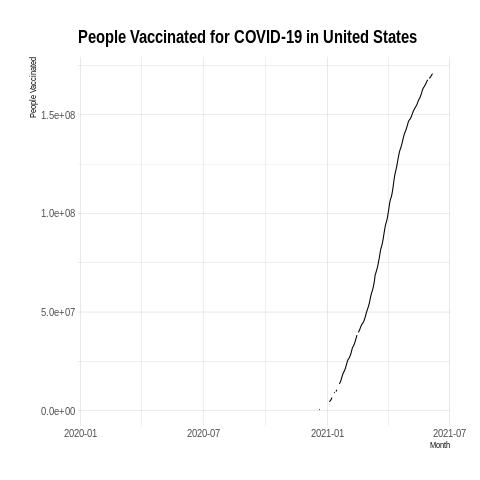 People Vaccinated for COVID-19 in United States
People Vaccinated
1.5e+08
1.0e+08
5.0e+07
0.0e+00
2020-01 2020-07 2021-01 2021-07
Month